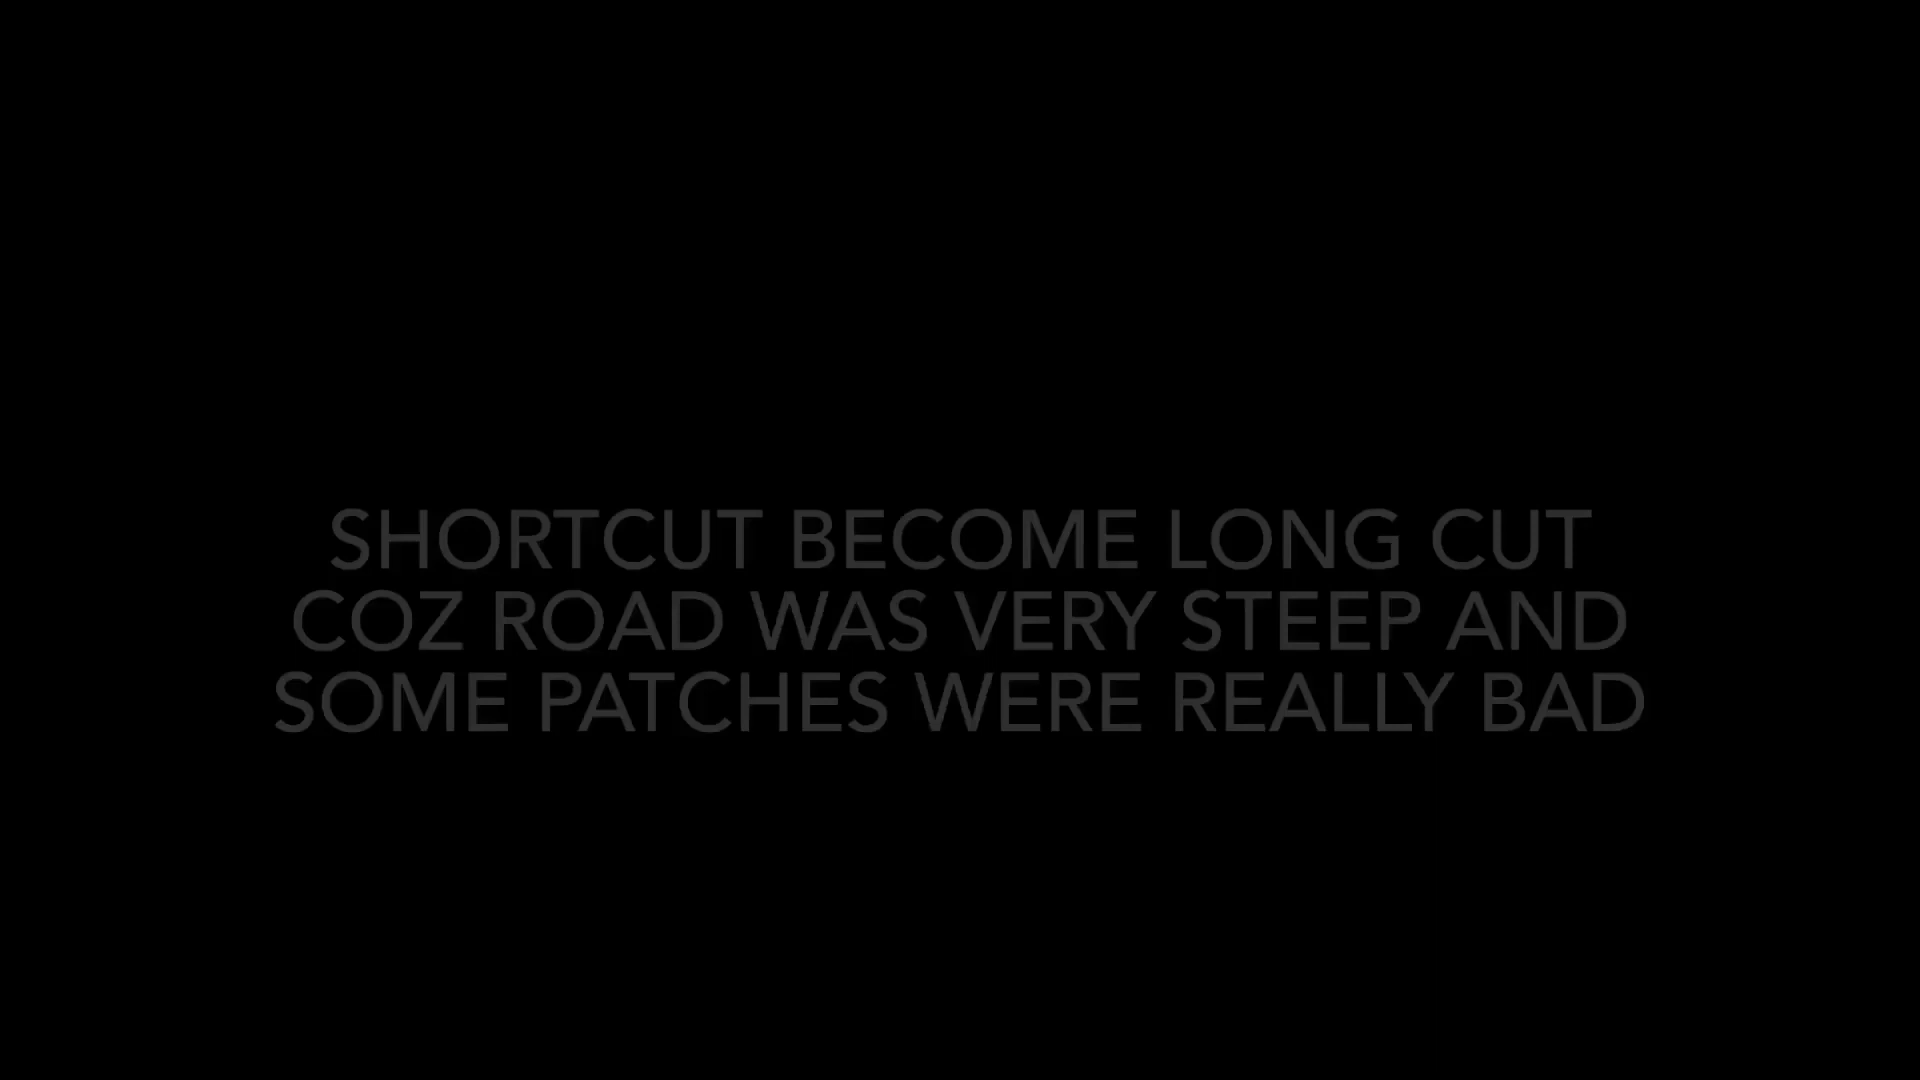 SHORTCUT BECOME LONG CUT
COZ ROAD WAS VERY STEEP AND
SOME PATCHES WERE REALLY BAD